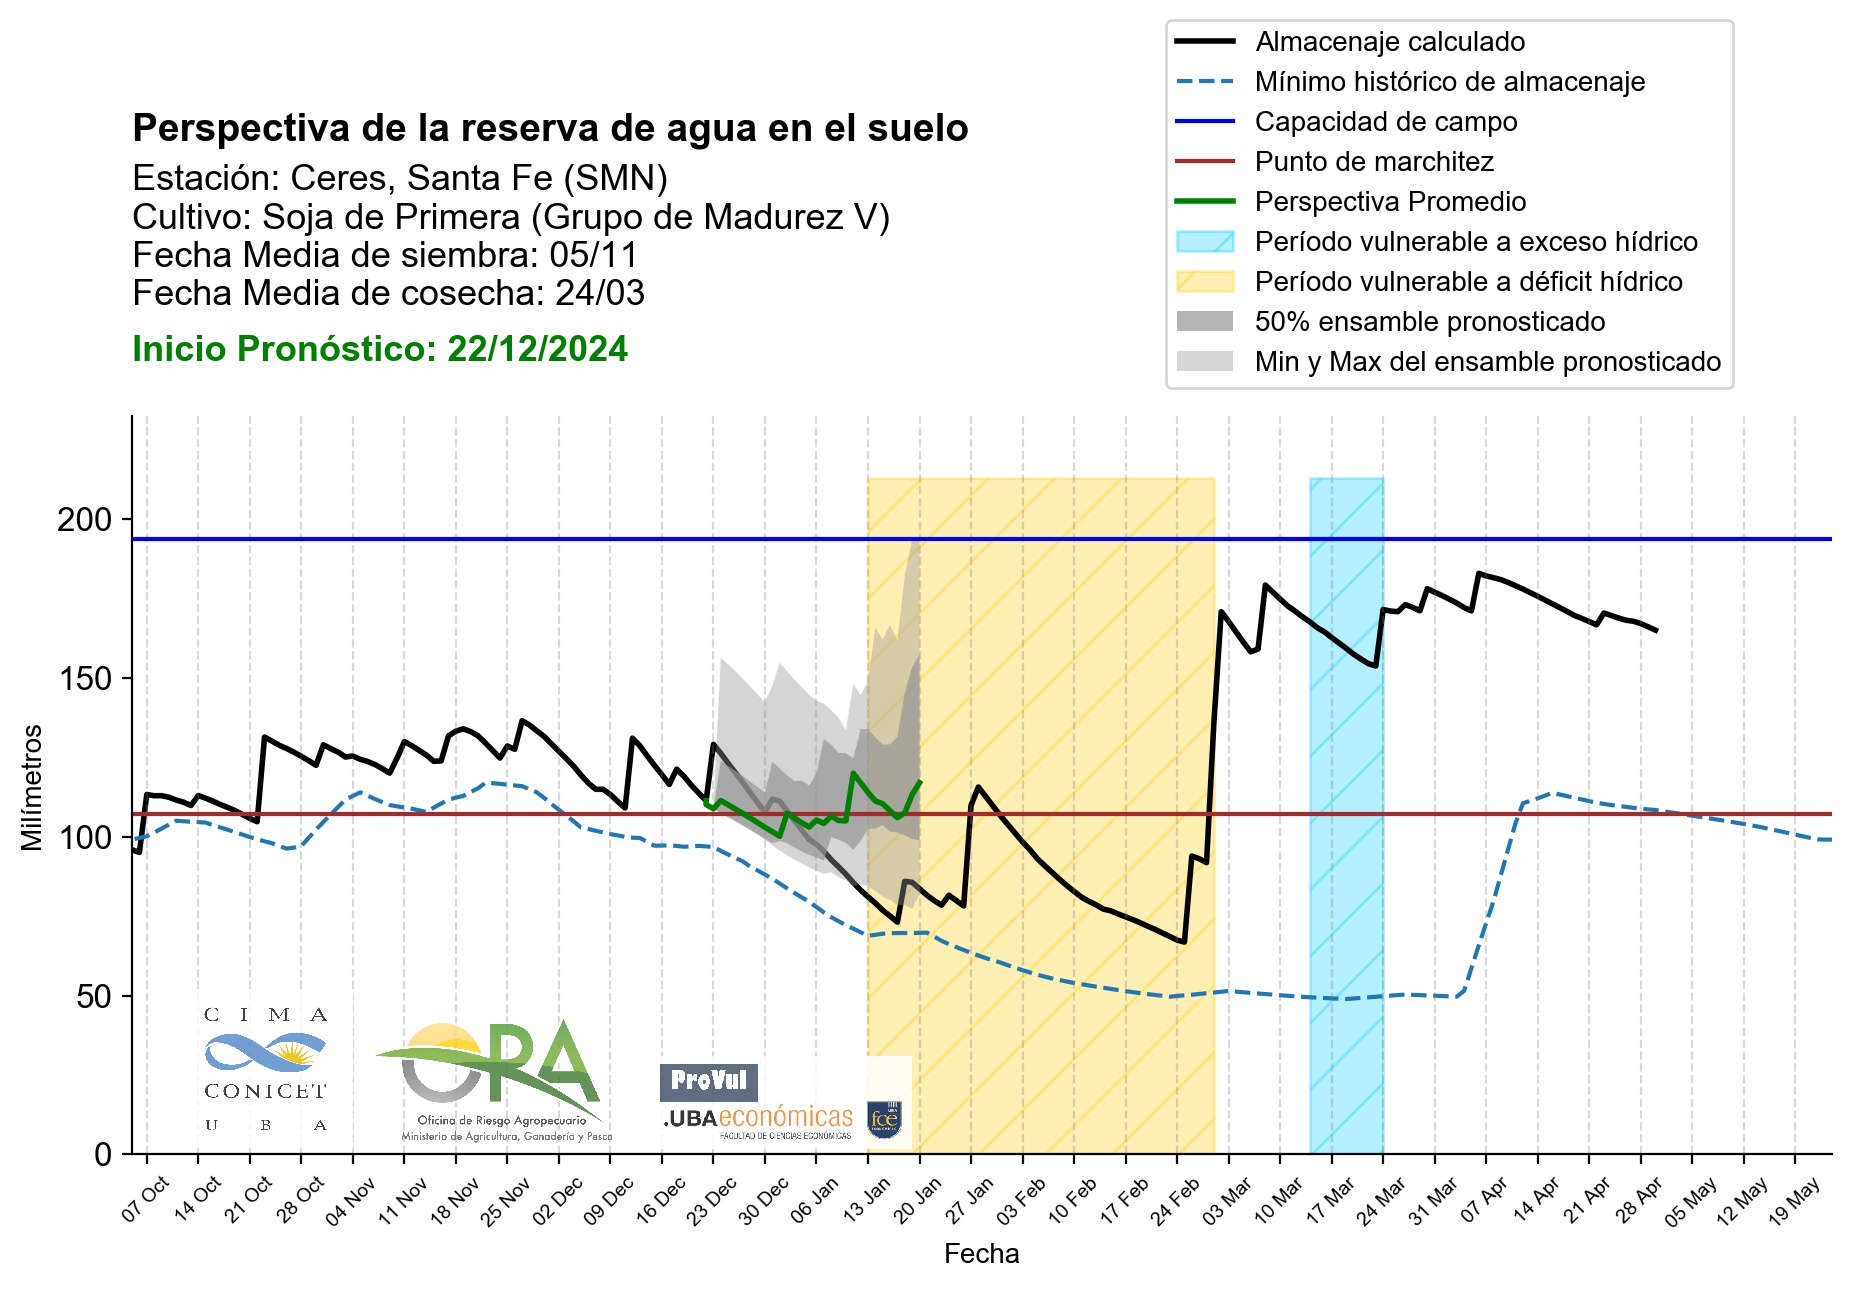 Almacenaje calculado
Mínimo histórico de almacenaje
Capacidad de campo
Punto de marchitez
Perspectiva Promedio
Período vulnerable a exceso hídrico
Período vulnerable a déficit hídrico
50% ensamble pronosticado
Min y Max del ensamble pronosticado
Perspectiva de la reserva de agua en el suelo
Estación: Ceres, Santa Fe (SMN)
Cultivo: Soja de Primera (Grupo de Madurez V)
Fecha Media de siembra: 05/11
Fecha Media de cosecha: 24/03
Inicio Pronóstico: 22/12/2024
Milímetros
200
150
100
50
0
C I M A
CONICET
U B A
ORA
Oficina de Riesgo Agropecuario
Ministerio de Agricultura, Ganadería y Pesca
ProVul
.UBAeconómicas
FACULTAD DE CIENCIAS ECONÓMICAS
UBA
fce
07 Oct
14 Oct
21 Oct
28 Oct
04 Nov
11 Nov
18 Nov
25 Nov
02 Dec
09 Dec
16 Dec
23 Dec
30 Dec
06 Jan
13 Jan
20 Jan
27 Jan
03 Feb
10 Feb
17 Feb
24 Feb
03 Mar
10 Mar
17 Mar
24 Mar
31 Mar
07 Apr
14 Apr
21 Apr
28 Apr
05 May
12 May
19 May
Fecha